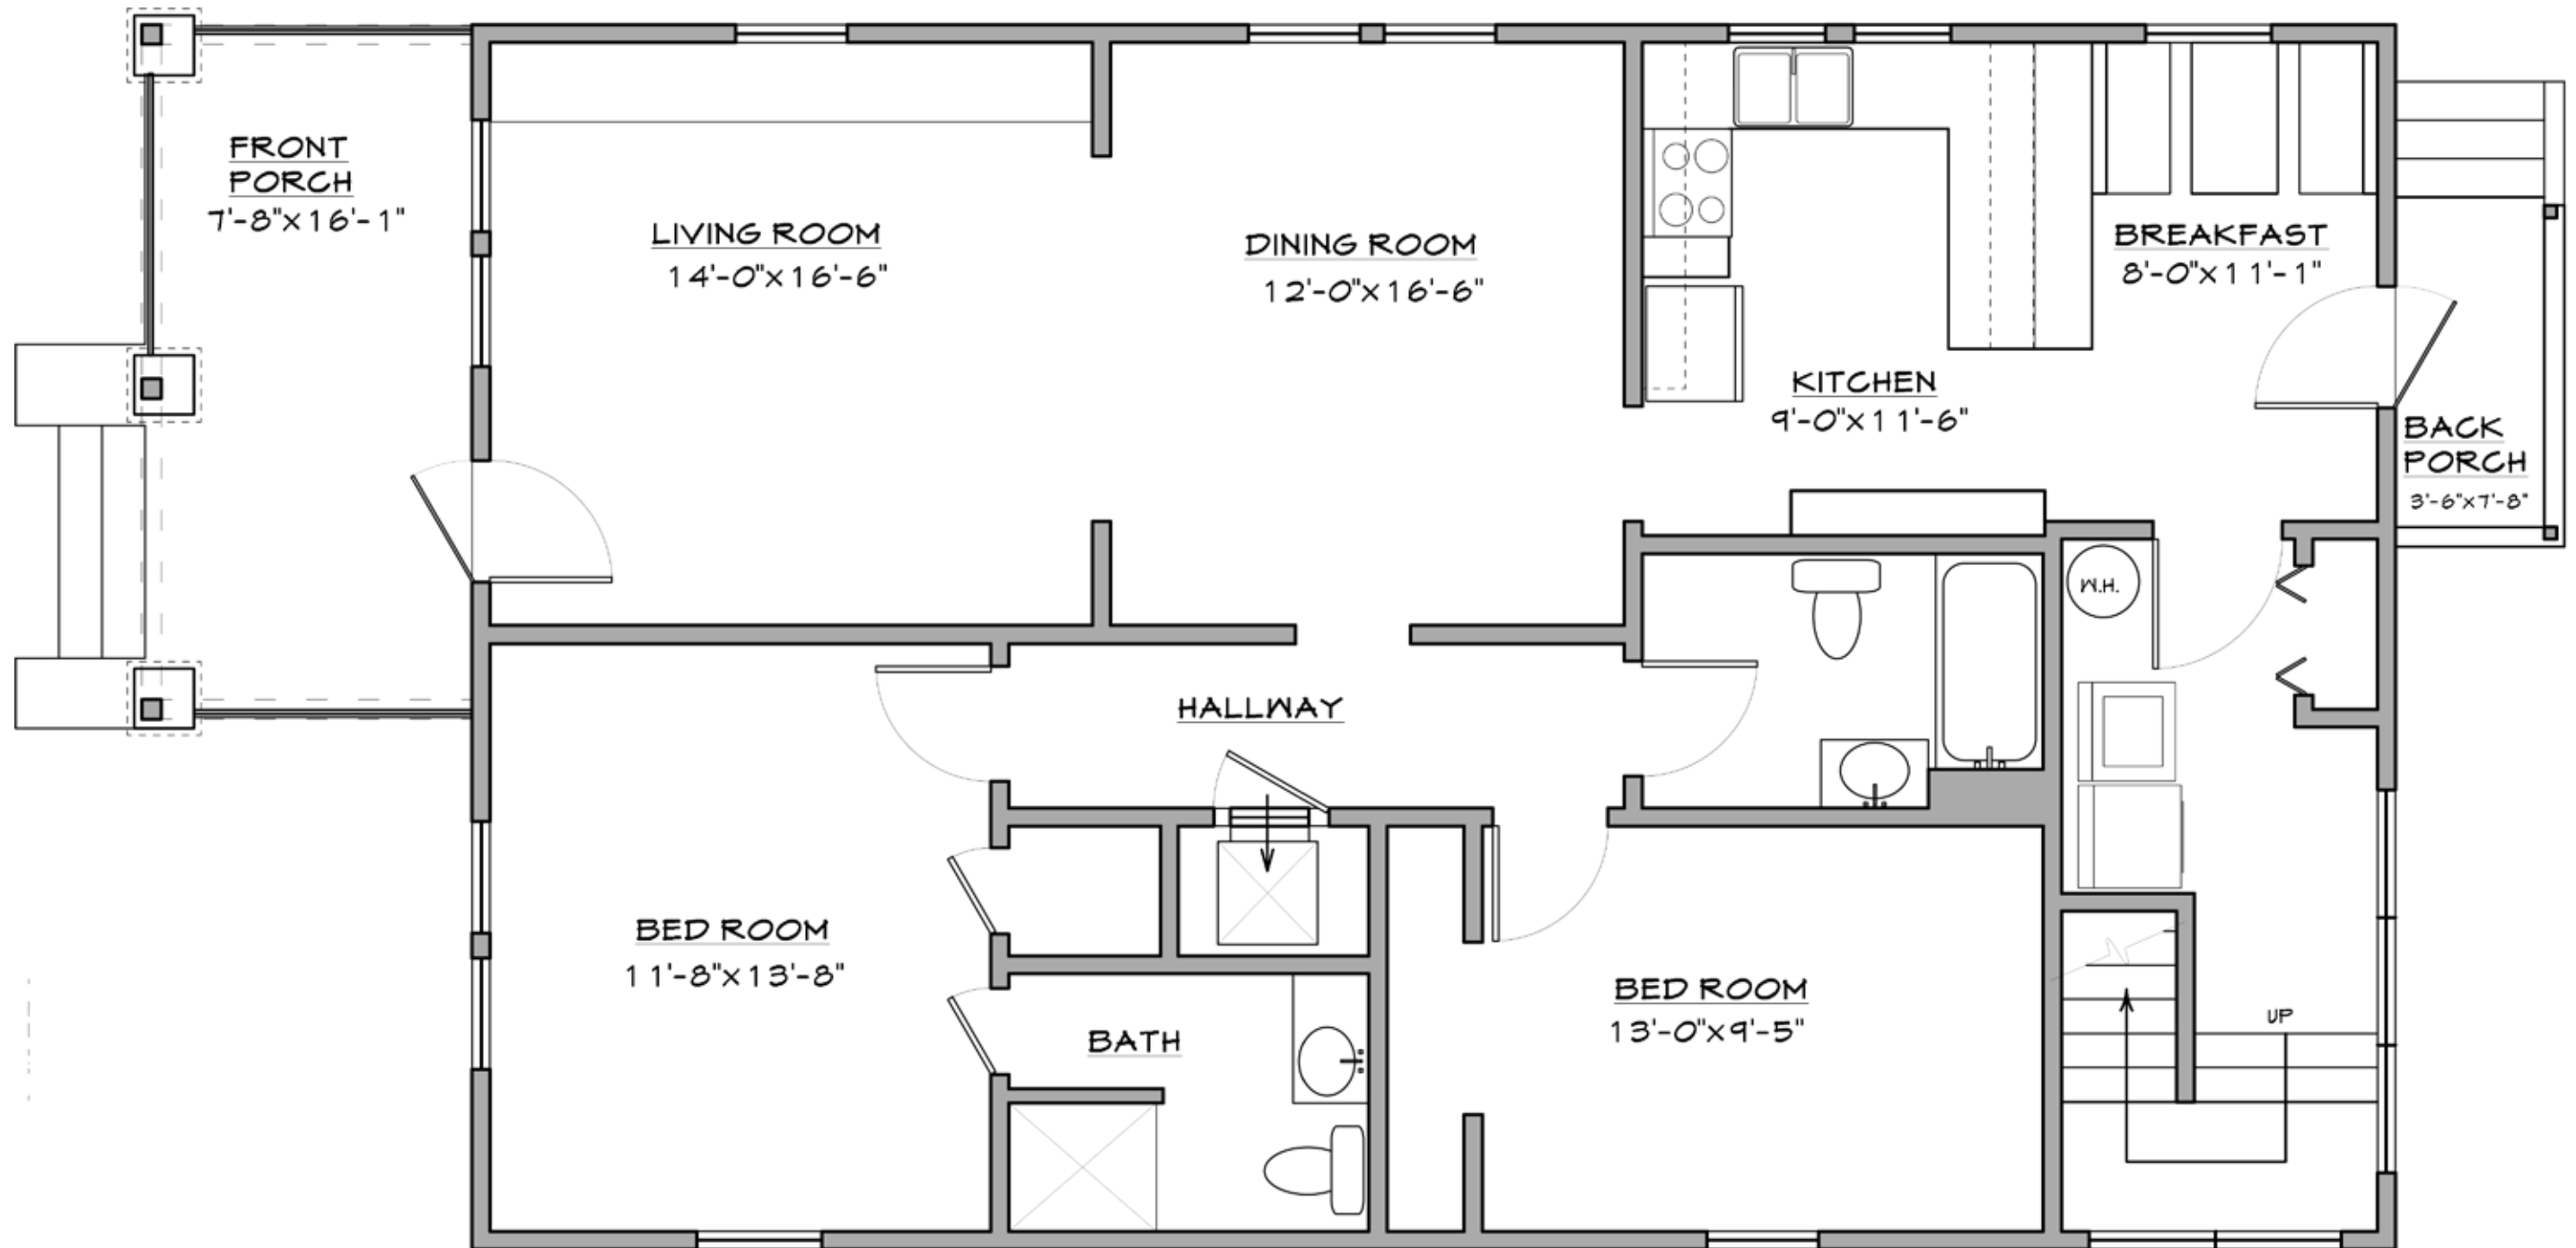 FRONT
PORCH
7'-8"x16'-1"
LIVING ROOM
14'-0"x16'-6"
DINING ROOM
12'-0"x16'-6"
BREAKFAST
8'-0"x11'-1"
KITCHEN
9'-0"x11'-6"
BACK
PORCH
3'-6"x7'-8"
W.H.
HALLWAY
BED ROOM
11'-8"x13'-8"
BATH
BED ROOM
13'-0"x9'-5"
UP